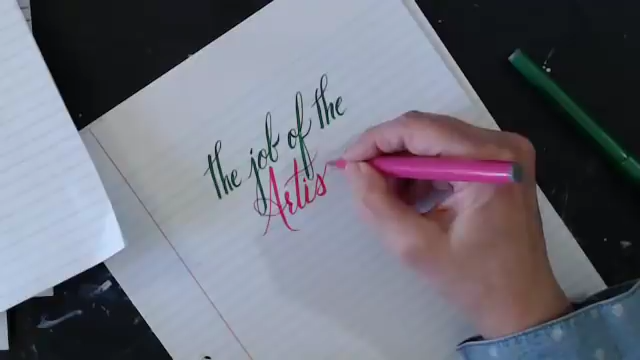 the job of the
Artis